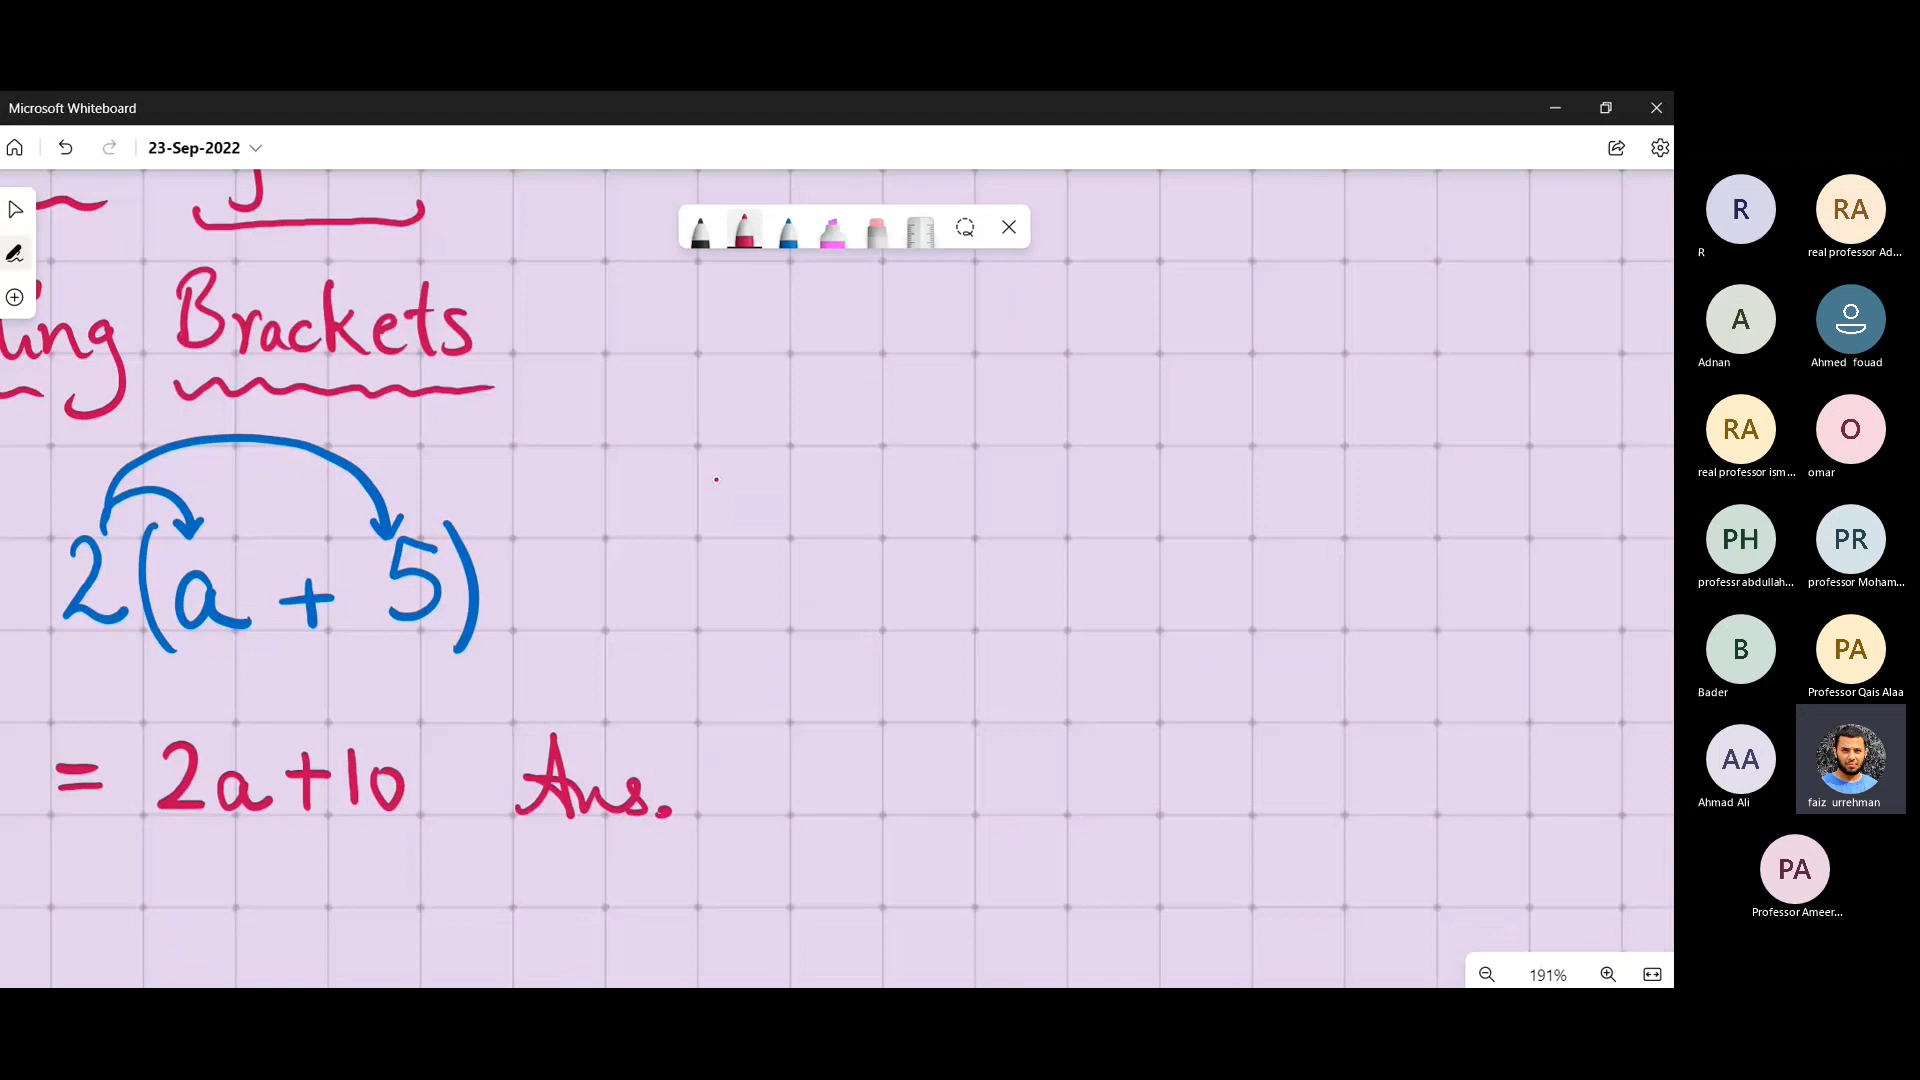 Microsoft Whiteboard
23-Sep-2022
Brackets
2(a + 5)
= 2a+10 Ans.
191%
R
R
RA
real professor Ad...
A
Adnan
Ahmed fouad
RA
real professor ism...
O
omar
PH
professr abdullah...
PR
professor Moham...
B
Bader
PA
Professor Qais Alaa
AA
Ahmad Ali
faiz urrehman
PA
Professor Ameer...